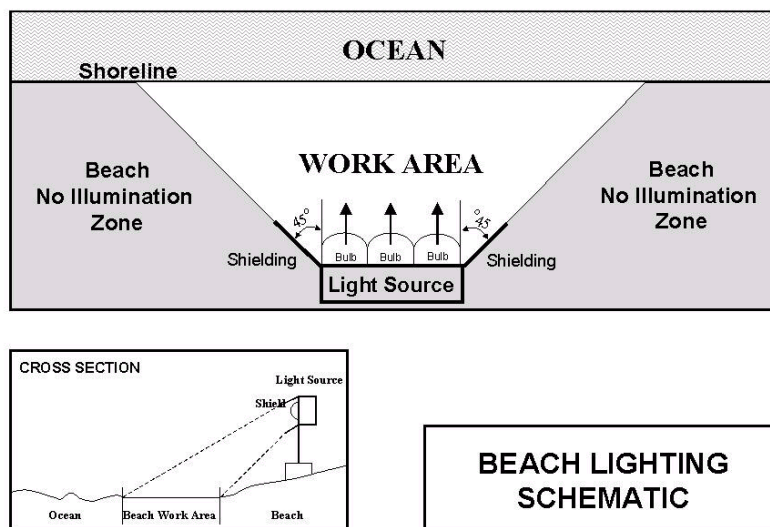 OCEAN
Shoreline
WORK AREA
Beach
No Illumination
Zone
Beach
No Illumination
Zone
45°
°45
Shielding
Bulb
Bulb
Bulb
Shielding
Light Source
CROSS SECTION
Light Source
Shield
Ocean
Beach Work Area
Beach
BEACH LIGHTING
SCHEMATIC